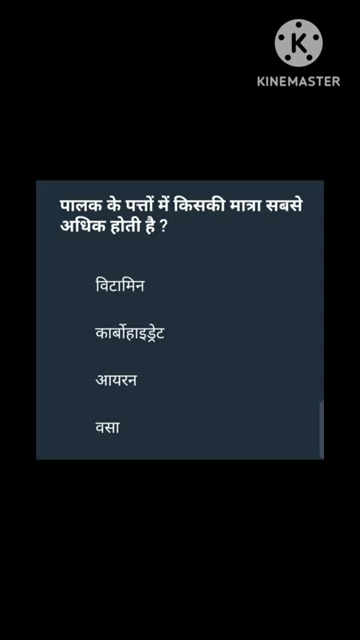 KINEMASTER
पालक के पत्तों में किसकी मात्रा सबसे
अधिक होती है ?
विटामिन
कार्बोहाइड्रेट
आयरन
वसा